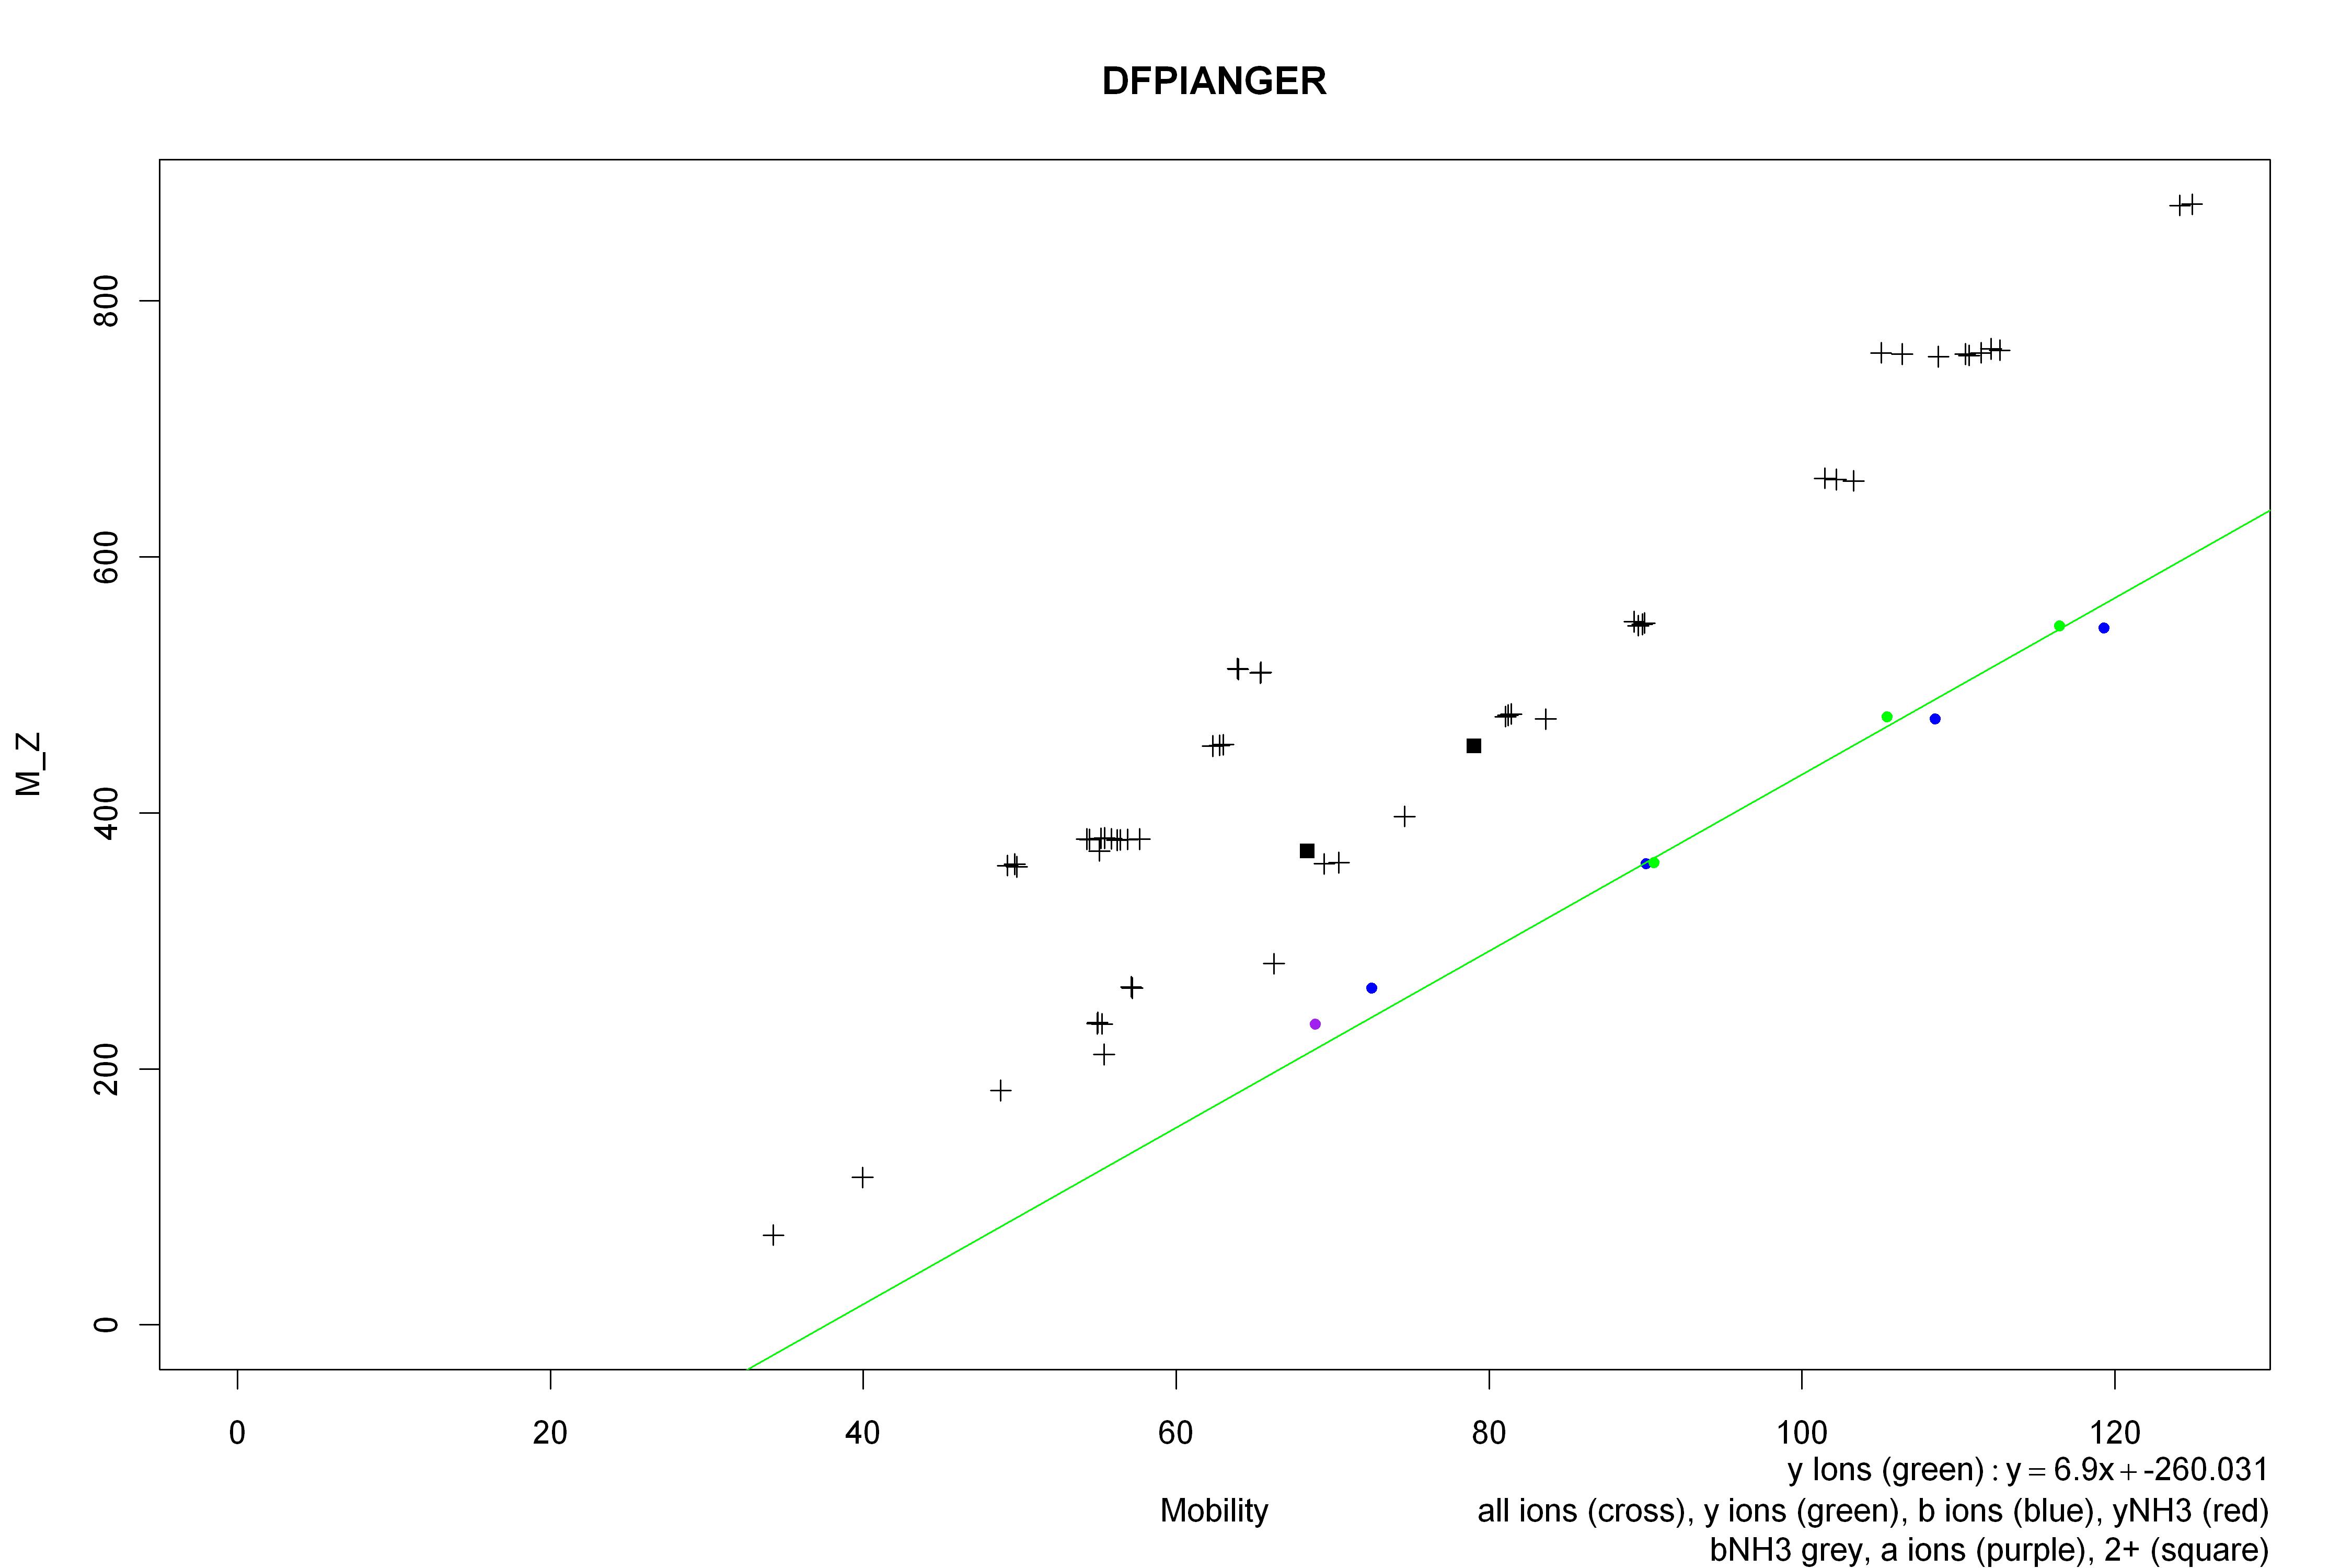 DFPIANGER
800
600
400
200
0
M_Z
0 20 40 60 80 100 120
y Ions (green) : y = 6.9x + -260.031
Mobility
all ions (cross), y ions (green), b ions (blue), yNH3 (red)
bNH3 grey, a ions (purple), 2+ (square)